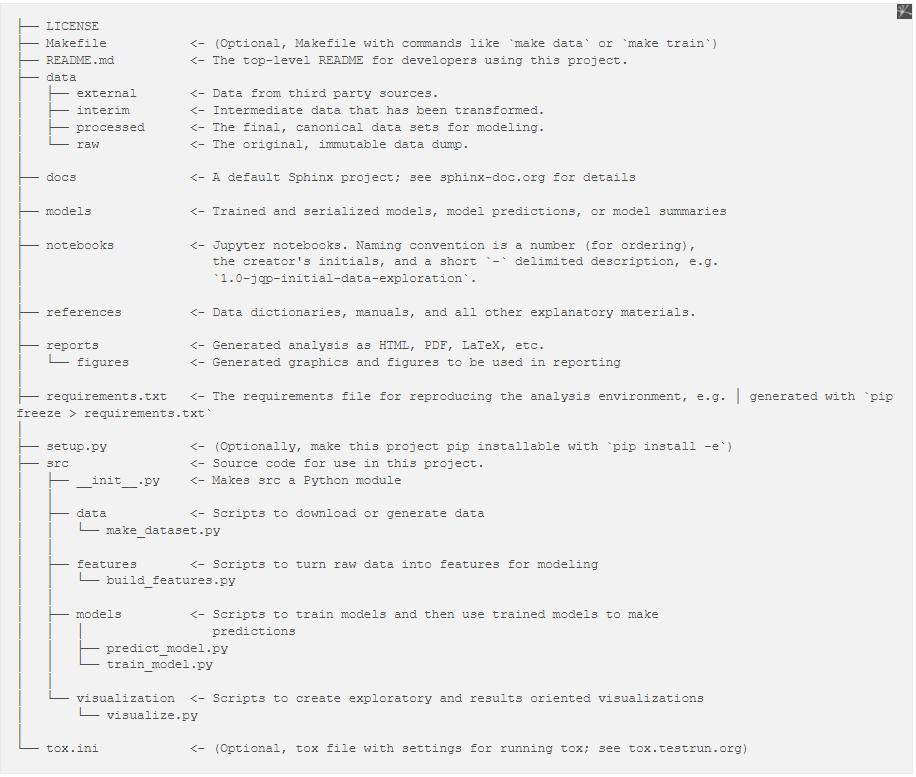 ├── LICENSE
├── Makefile           <- (Optional, Makefile with commands like `make data` or `make train`)
├── README.md          <- The top-level README for developers using this project.
├── data
│   ├── external       <- Data from third party sources.
│   ├── interim        <- Intermediate data that has been transformed.
│   ├── processed      <- The final, canonical data sets for modeling.
│   └── raw            <- The original, immutable data dump.
│
├── docs               <- A default Sphinx project; see sphinx-doc.org for details
│
├── models             <- Trained and serialized models, model predictions, or model summaries
│
├── notebooks          <- Jupyter notebooks. Naming convention is a number (for ordering),
│                         the creator's initials, and a short `-` delimited description, e.g.
│                         `1.0-jqp-initial-data-exploration`.
│
├── references         <- Data dictionaries, manuals, and all other explanatory materials.
│
├── reports            <- Generated analysis as HTML, PDF, LaTeX, etc.
│   └── figures        <- Generated graphics and figures to be used in reporting
│
├── requirements.txt   <- The requirements file for reproducing the analysis environment, e.g. │ generated with `pip
freeze > requirements.txt`
│
├── setup.py           <- (Optionally, make this project pip installable with `pip install -e`)
├── src                <- Source code for use in this project.
│   ├── __init__.py    <- Makes src a Python module
│   │
│   ├── data           <- Scripts to download or generate data
│   │   └── make_dataset.py
│   │
│   ├── features       <- Scripts to turn raw data into features for modeling
│   │   └── build_features.py
│   │
│   ├── models         <- Scripts to train models and then use trained models to make
│   │   │                 predictions
│   │   ├── predict_model.py
│   │   └── train_model.py
│   │
│   └── visualization  <- Scripts to create exploratory and results oriented visualizations
│       └── visualize.py
│
└── tox.ini            <- (Optional, tox file with settings for running tox; see tox.testrun.org)